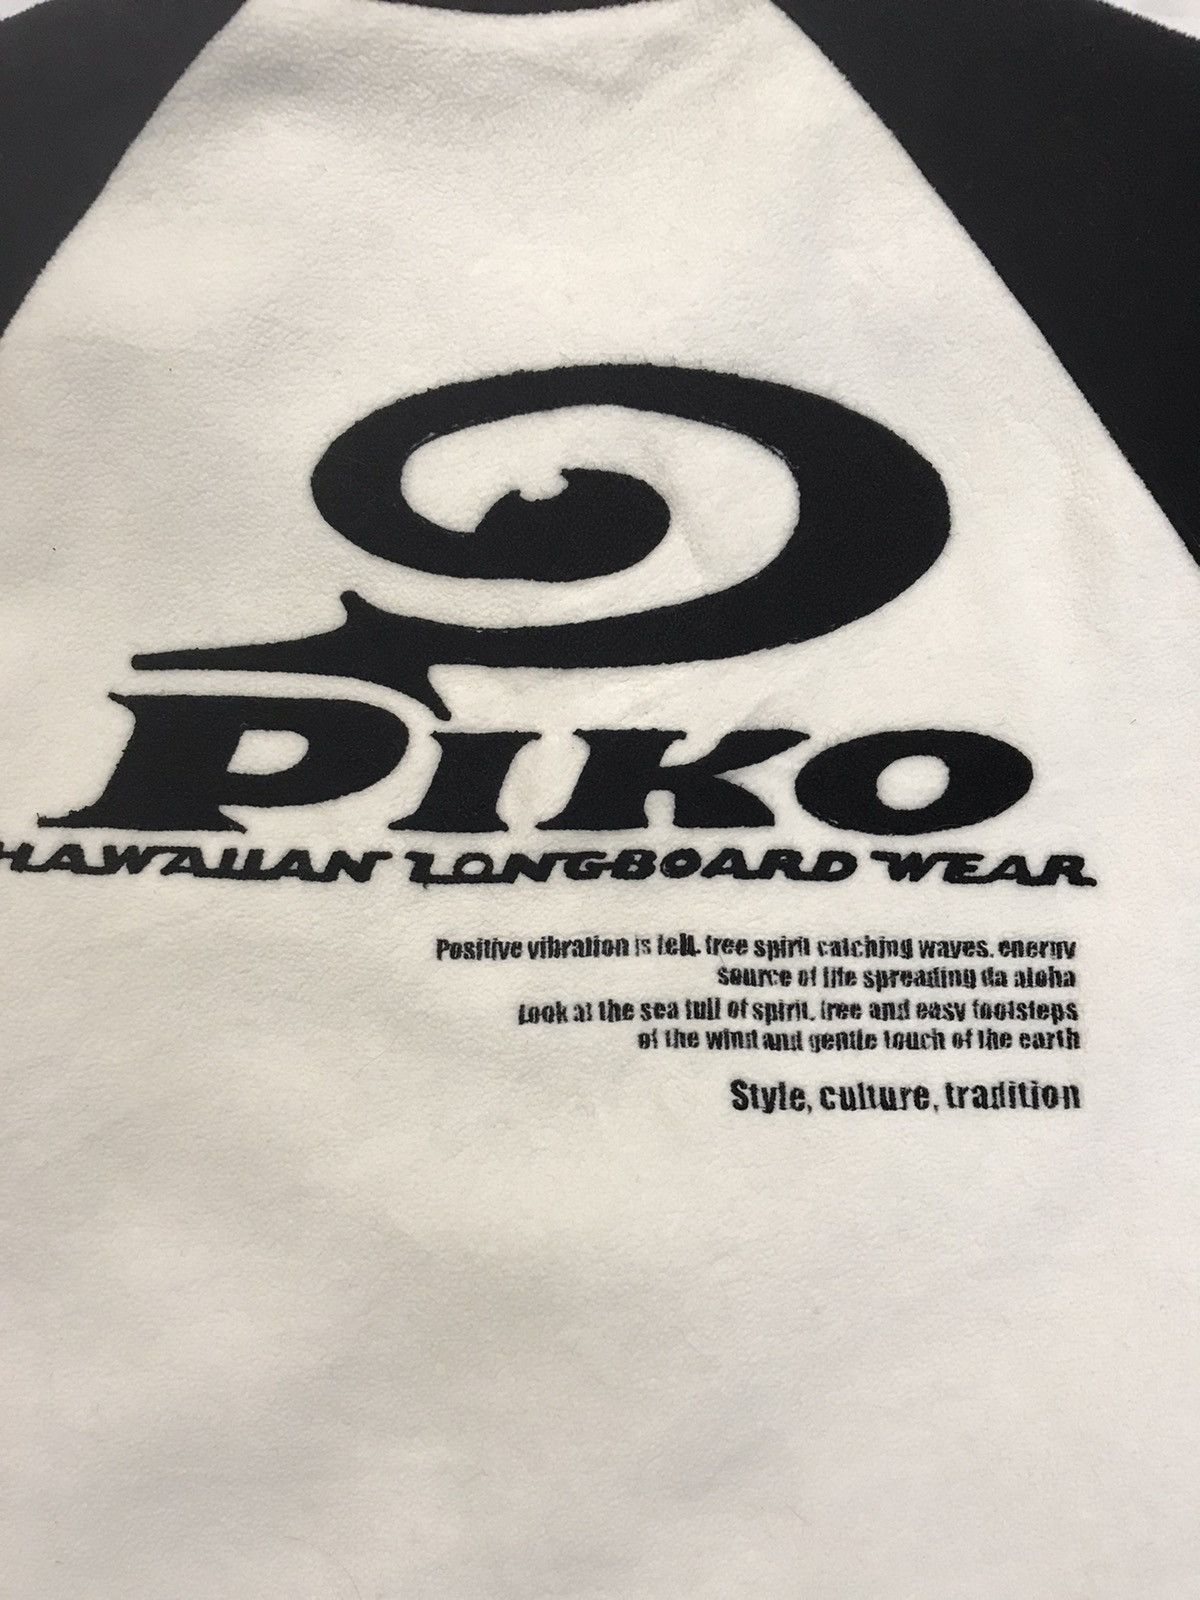 PIKO
HAWAIIAN LONGBOARD WEAR
Positive vibration is felt. free spirit catching waves. energy
source of life spreading da aloha
Look at the sea full of spirit. free and easy footsteps
of the wind and gentle touch of the earth
Style, culture, tradition